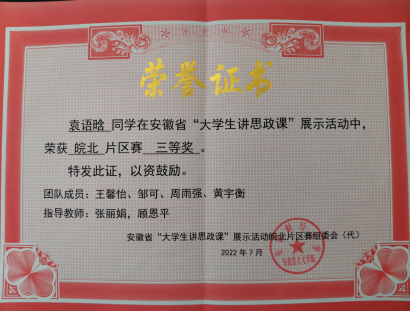 荣誉证书
袁语晗 同学在安徽省“大学生讲思政课”展示活动中，
荣获 皖北 片区赛 三等奖。
特发此证，以资鼓励。
团队成员：王馨怡、邹可、周雨强、黄宇衡
指导教师：张丽娟，顾恩平
安徽省“大学生讲思政课”展示活动皖北片区赛组委会（代）
2022 年 7 月